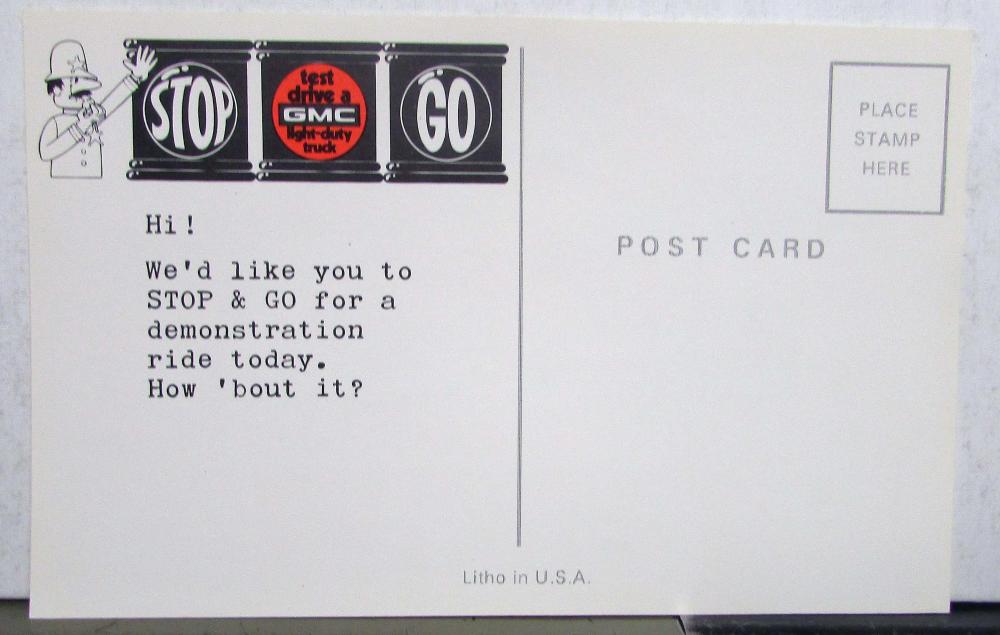 STOP
test
drive a
GMC
light-duty
truck
GO
Hi!
We'd like you to
STOP & GO for a
demonstration
ride today.
How 'bout it?
PLACE
STAMP
HERE
POST CARD
Litho in U.S.A.